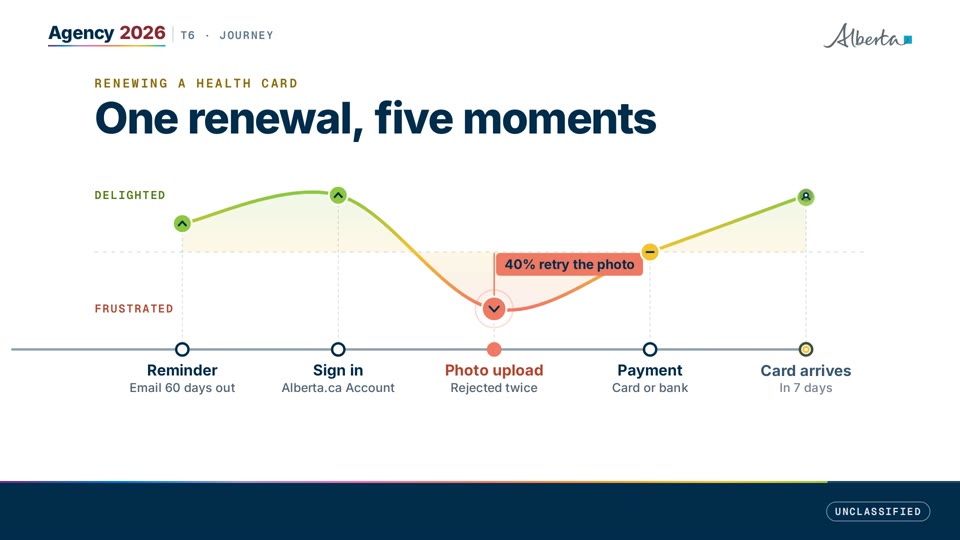 Agency 2026
T6 · JOURNEY
Alberta
RENEWING A HEALTH CARD
One renewal, five moments
DELIGHTED
40% retry the photo
FRUSTRATED
Reminder
Email 60 days out
Sign in
Alberta.ca Account
Photo upload
Rejected twice
Payment
Card or bank
Card arrives
In 7 days
UNCLASSIFIED